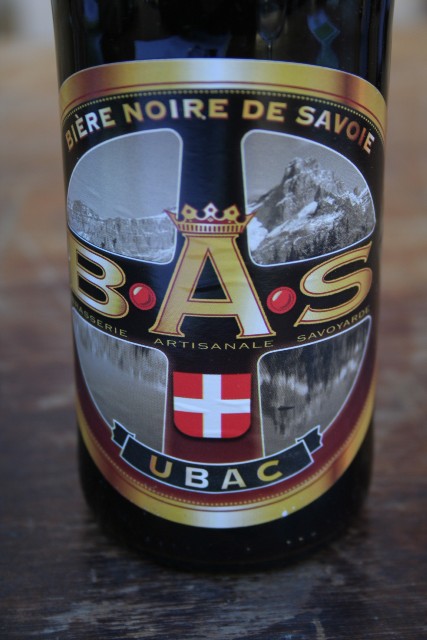 BIÈRE NOIRE DE SAVOIE
B•A•S
BRASSERIE ARTISANALE SAVOYARDE
UBAC